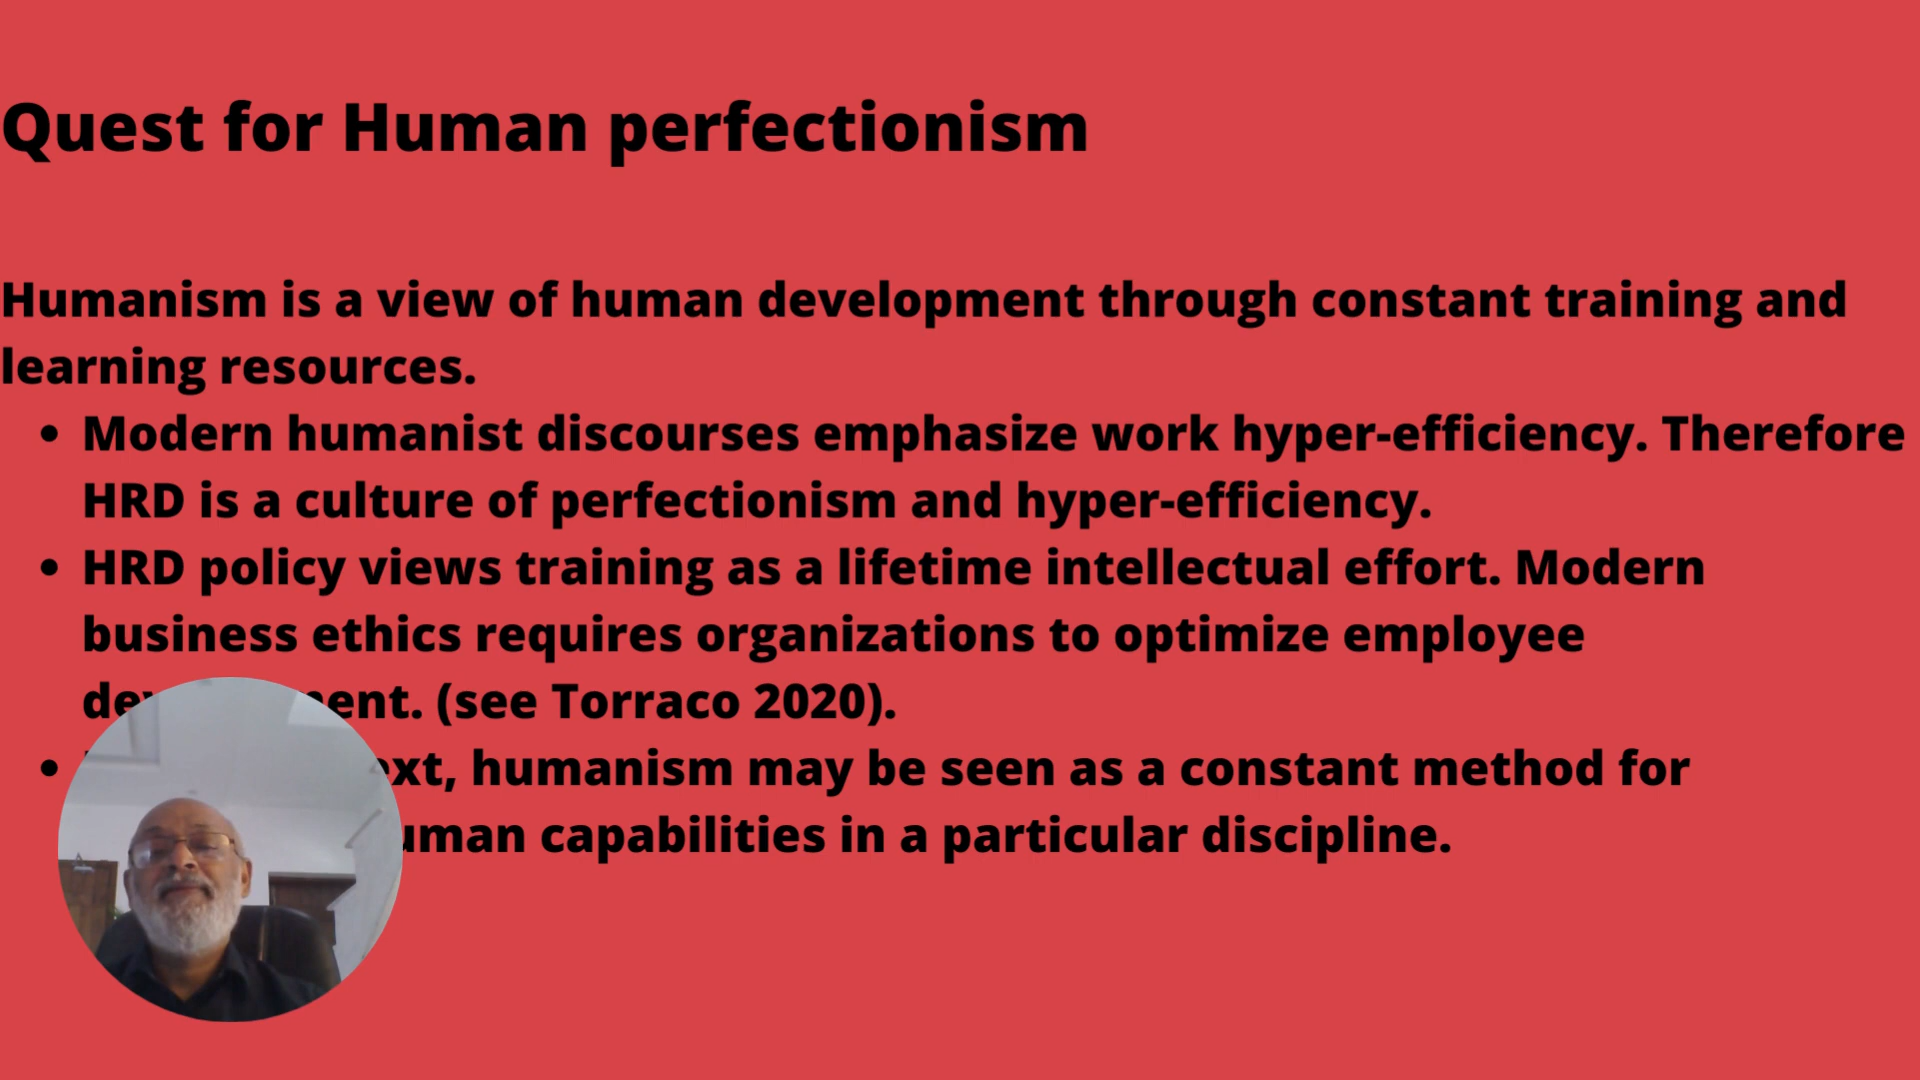 Quest for Human perfectionism
Humanism is a view of human development through constant training and
learning resources.
• Modern humanist discourses emphasize work hyper-efficiency. Therefore
HRD is a culture of perfectionism and hyper-efficiency.
• HRD policy views training as a lifetime intellectual effort. Modern
business ethics requires organizations to optimize employee
(see Torraco 2020).
• humanism may be seen as a constant method for
capabilities in a particular discipline.